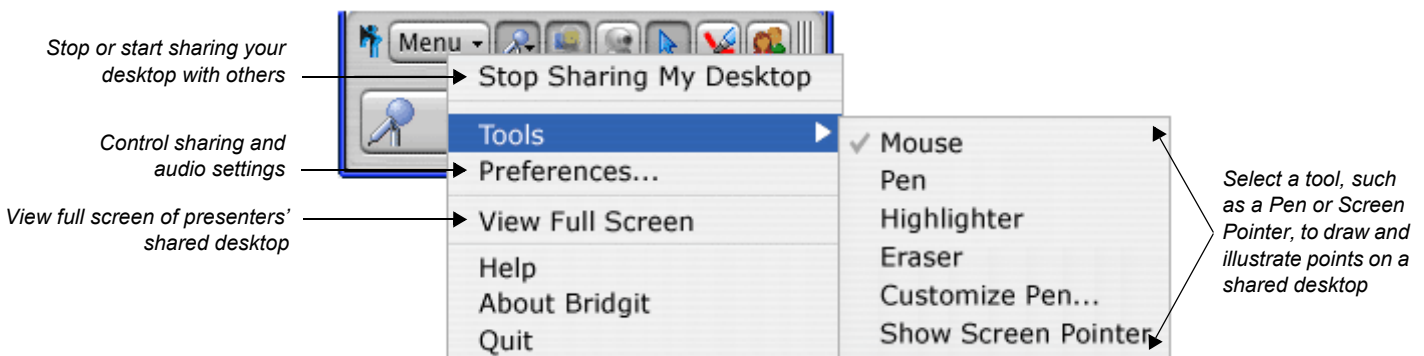 Stop or start sharing your
desktop with others
Control sharing and
audio settings
View full screen of presenters’
shared desktop
Menu
Stop Sharing My Desktop
Tools
Preferences...
View Full Screen
Help
About Bridgit
Quit
Mouse
Pen
Highlighter
Eraser
Customize Pen...
Show Screen Pointer
Select a tool, such
as a Pen or Screen
Pointer, to draw and
illustrate points on a
shared desktop